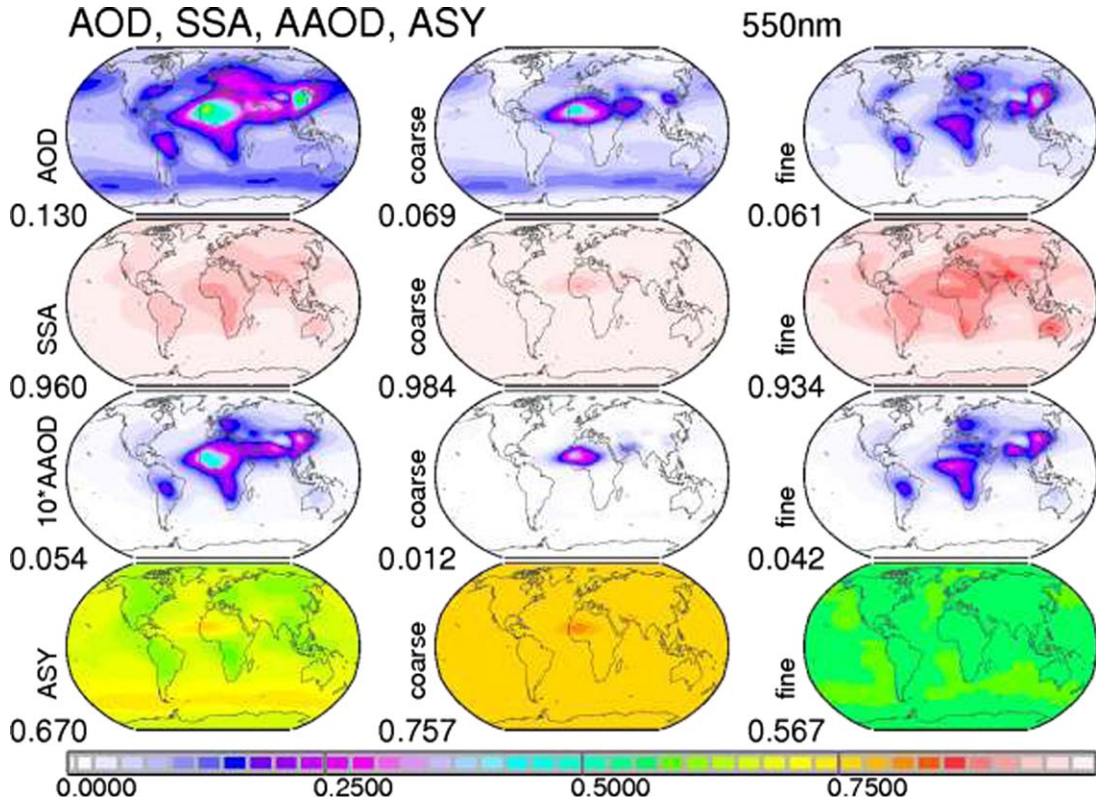 AOD, SSA, AAOD, ASY 550nm
AOD coarse fine
0.130 0.069 0.061
SSA coarse fine
0.960 0.984 0.934
10*AAOD coarse fine
0.054 0.012 0.042
ASY coarse fine
0.670 0.757 0.567
0.0000 0.2500 0.5000 0.7500